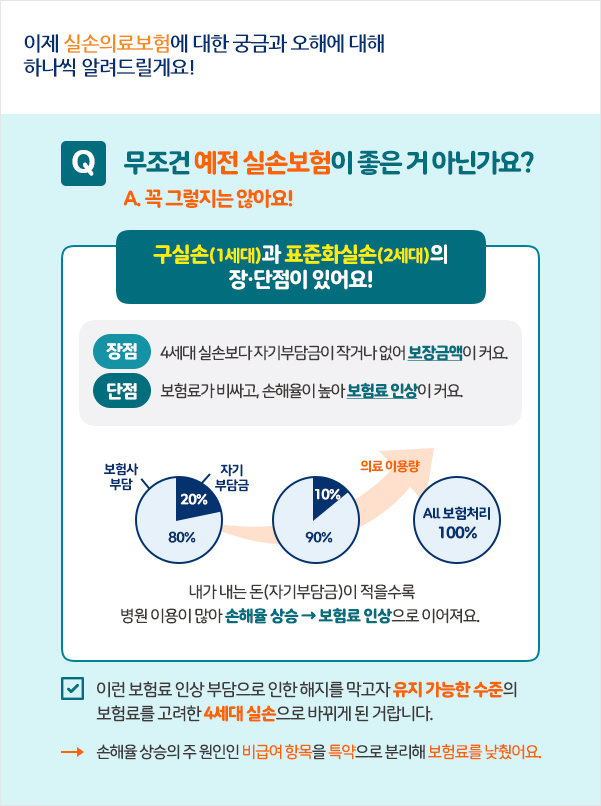 이제 실손의료보험에 대한 궁금과 오해에 대해
하나씩 알려드릴게요!
Q
무조건 예전 실손보험이 좋은 거 아닌가요?
A. 꼭 그렇지는 않아요!
구실손(1세대)과 표준화실손(2세대)의
장·단점이 있어요!
장점
4세대 실손보다 자기부담금이 작거나 없어 보장금액이 커요.
단점
보험료가 비싸고, 손해율이 높아 보험료 인상이 커요.
보험사
부담
자기
부담금
20%
80%
10%
90%
의료 이용량
All 보험처리
100%
내가 내는 돈(자기부담금)이 적을수록
병원 이용이 많아 손해율 상승 → 보험료 인상으로 이어져요.
이런 보험료 인상 부담으로 인한 해지를 막고자 유지 가능한 수준의
보험료를 고려한 4세대 실손으로 바뀌게 된 거랍니다.
→ 손해율 상승의 주 원인인 비급여 항목을 특약으로 분리해 보험료를 낮췄어요.